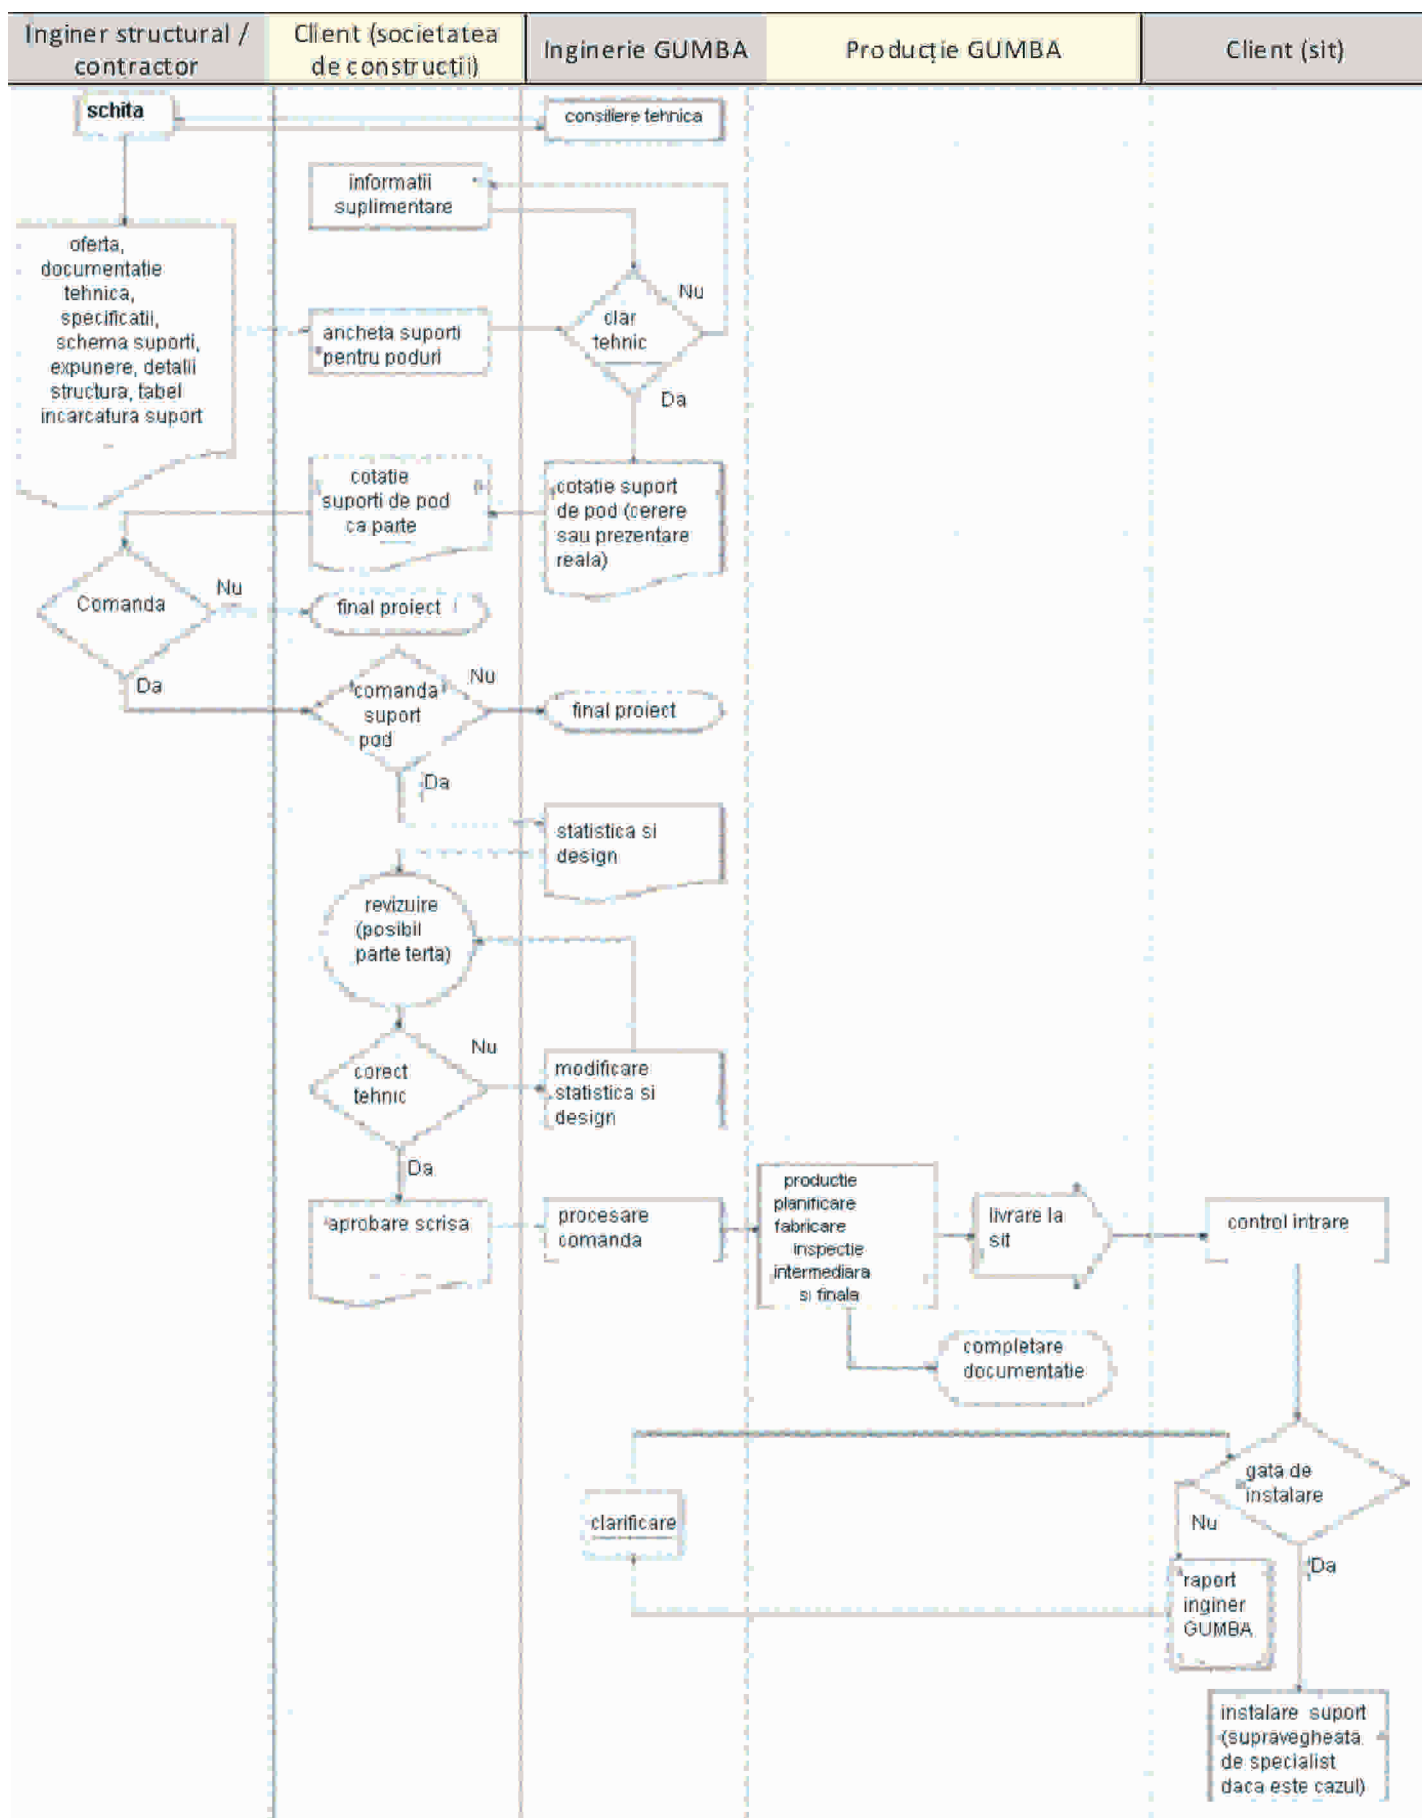 Inginer structural /
contractor
Client (societatea
de construcții)
Inginerie GUMBA
Producție GUMBA
Client (sit)
schita
consiliere tehnica
informatii
suplimentare
oferta,
documentatie
tehnica,
specificatii,
schema suporti,
expunere, detalii
structura, tabel
incarcatura suport
ancheta suporti
pentru poduri
clar
tehnic
Nu
Da
cotatie
suporti de pod
ca parte
cotatie suport
de pod (cerere
sau prezentare
reala)
Comanda
Nu
final proiect
Da
comanda
suport
pod
Nu
final proiect
Da
statistica si
design
revizuire
(posibil
parte terta)
corect
tehnic
Nu
modificare
statistica si
design
Da
aprobare scrisa
procesare
comanda
productie
planificare
fabricare
inspectie
intermediara
si finala
livrare la
sit
control intrare
completare
documentatie
gata de
instalare
Nu
clarificare
Da
raport
inginer
GUMBA
instalare suport
(supravegheata
de specialist
daca este cazul)